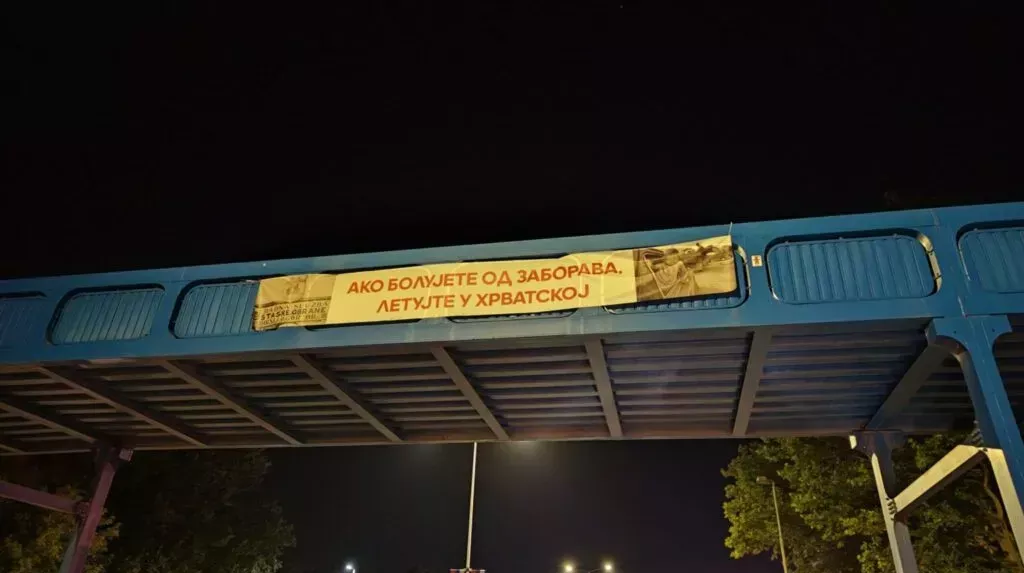 АКО БОЛУЈЕТЕ ОД ЗАБОРАВА,
ЛЕТУЈТЕ У ХРВАТСКОЈ